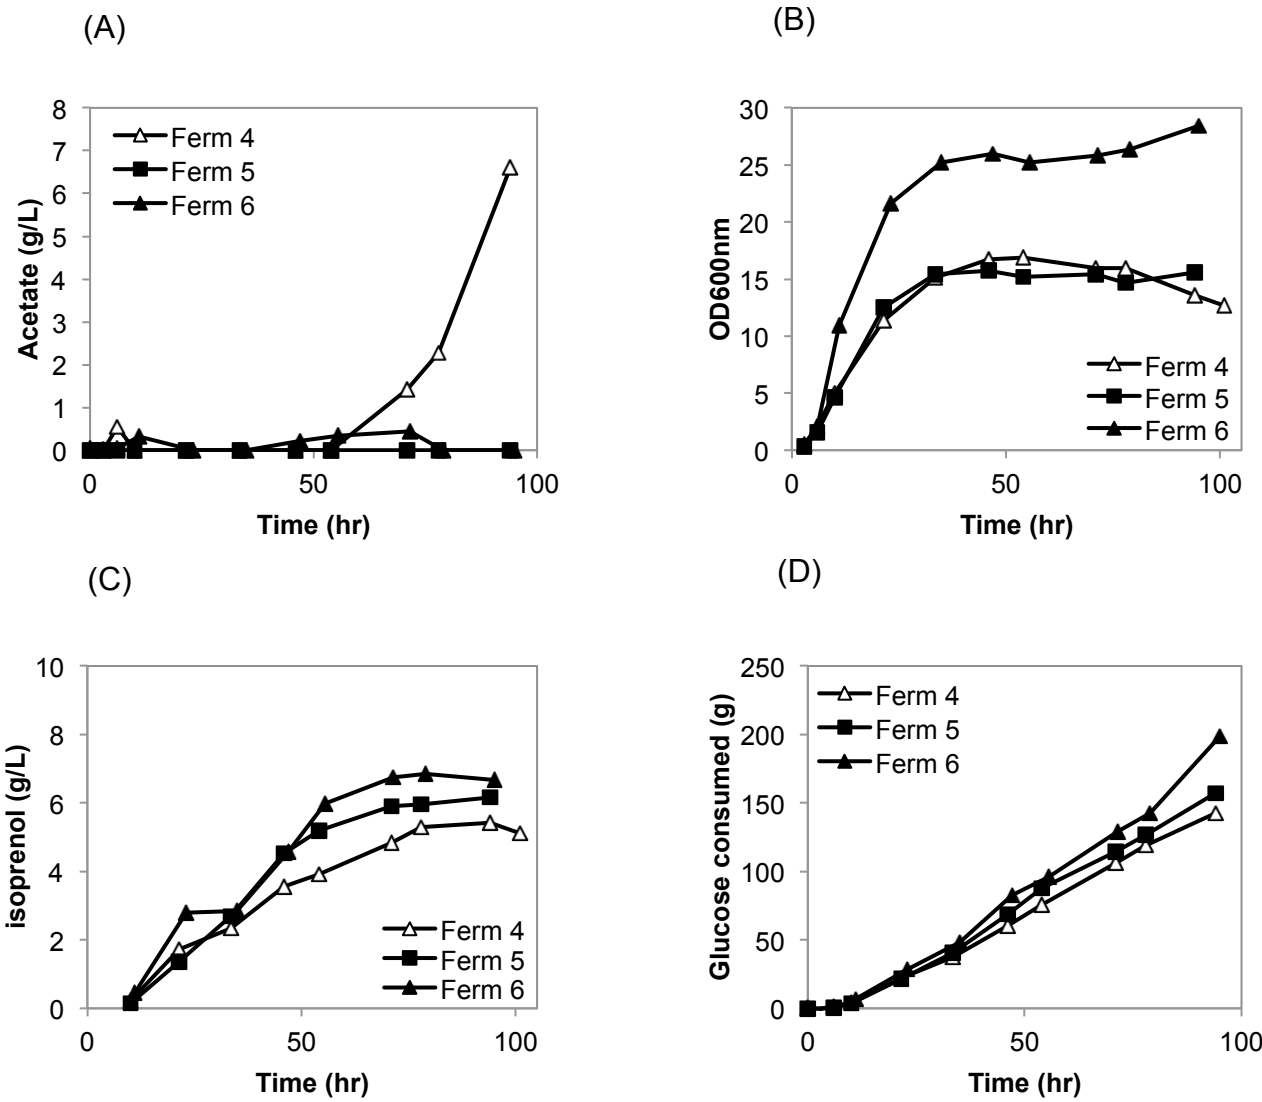 (A)
8
7
6
5
4
3
2
1
0
Acetate (g/L)
Ferm 4
Ferm 5
Ferm 6
0 50 100
Time (hr)
(B)
30
25
20
15
10
5
0
OD600nm
Ferm 4
Ferm 5
Ferm 6
0 50 100
Time (hr)
(C)
10
8
6
4
2
0
isoprenol (g/L)
Ferm 4
Ferm 5
Ferm 6
0 50 100
Time (hr)
(D)
250
200
150
100
50
0
Glucose consumed (g)
Ferm 4
Ferm 5
Ferm 6
0 50 100
Time (hr)